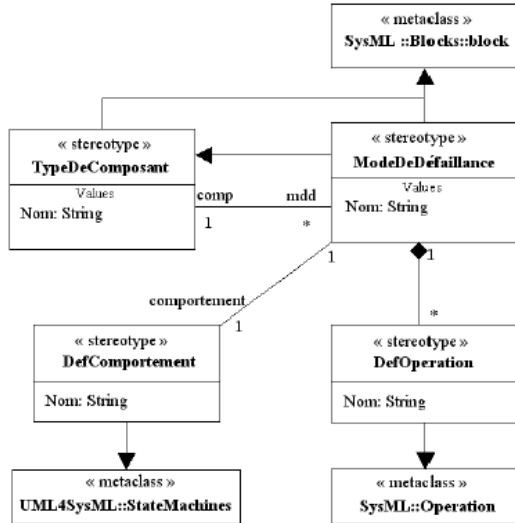 « metaclass »
SysML ::Blocks::block
« stereotype »
TypeDeComposant
Values
Nom: String
« stereotype »
ModeDeDéfaillance
Values
Nom: String
comp
mdd
1
*
1
1
comportement
1
*
« stereotype »
DefComportement
Nom: String
« stereotype »
DefOperation
Nom: String
« metaclass »
UML4SysML::StateMachines
« metaclass »
SysML::Operation